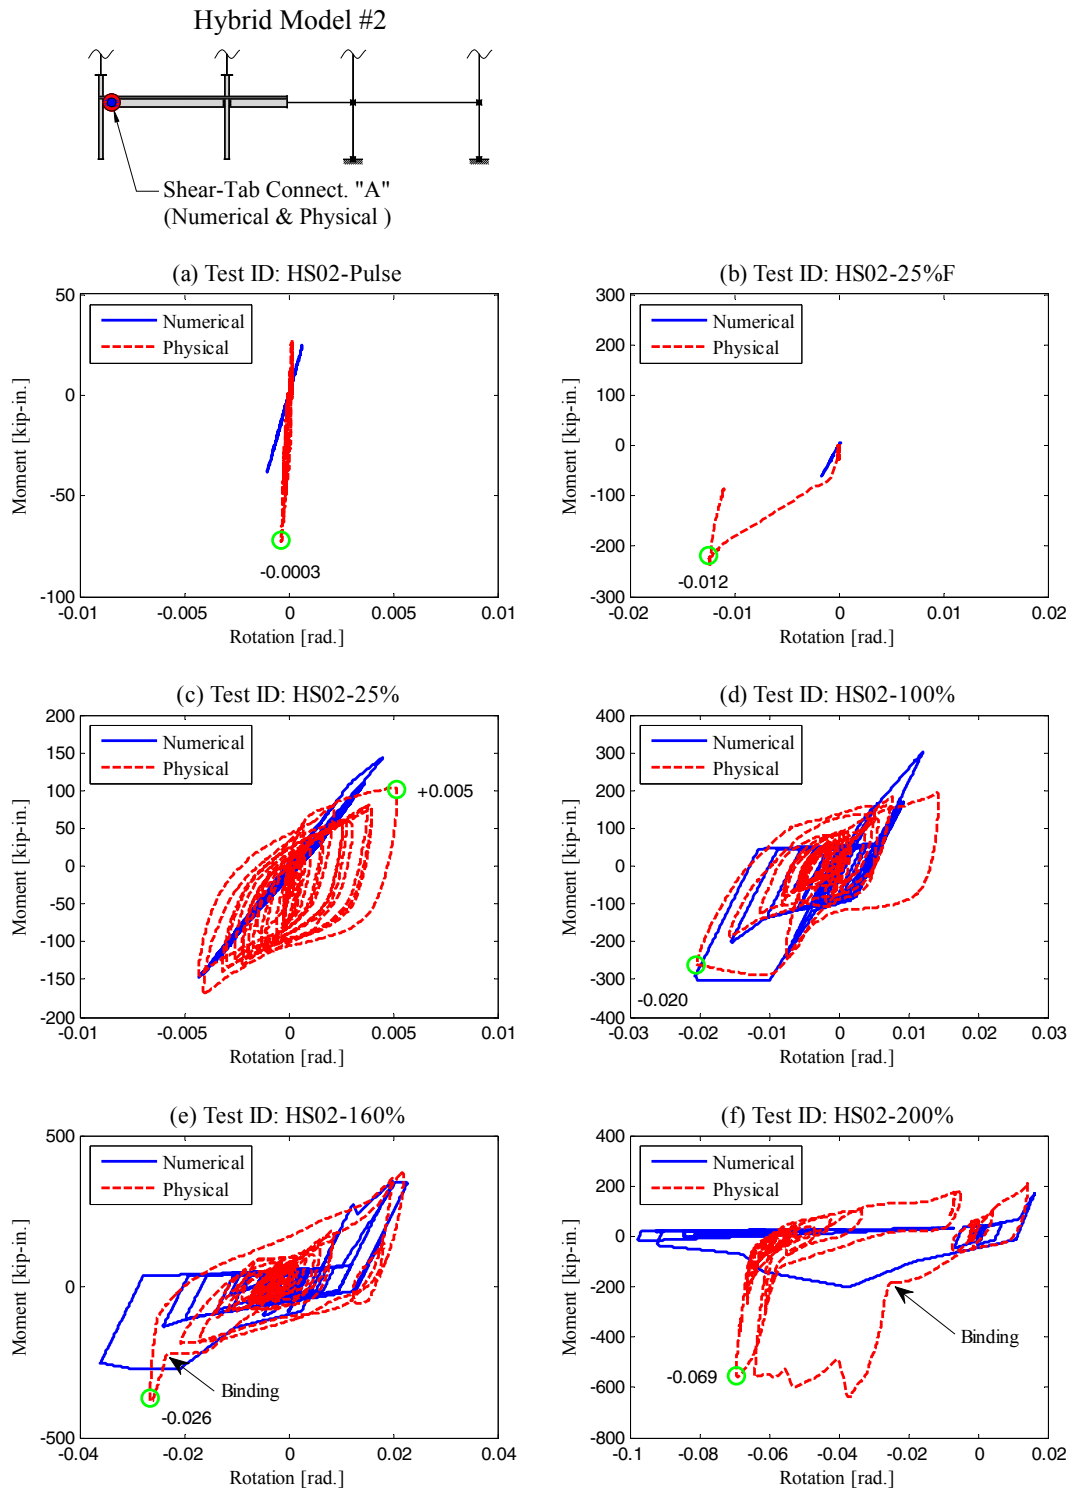 Hybrid Model #2
Shear-Tab Connect. "A"
(Numerical & Physical )
(a) Test ID: HS02-Pulse
Numerical
Physical
50
0
-50
-100
-0.01
-0.005
0
0.005
0.01
Moment [kip-in.]
Rotation [rad.]
-0.0003
(b) Test ID: HS02-25%F
Numerical
Physical
300
200
100
0
-100
-200
-300
-0.02
-0.01
0
0.01
0.02
Moment [kip-in.]
Rotation [rad.]
-0.012
(c) Test ID: HS02-25%
Numerical
Physical
200
150
100
50
0
-50
-100
-150
-200
-0.01
-0.005
0
0.005
0.01
Moment [kip-in.]
Rotation [rad.]
+0.005
(d) Test ID: HS02-100%
Numerical
Physical
400
300
200
100
0
-100
-200
-300
-400
-0.03
-0.02
-0.01
0
0.01
0.02
0.03
Moment [kip-in.]
Rotation [rad.]
-0.020
(e) Test ID: HS02-160%
Numerical
Physical
500
0
-500
-0.04
-0.02
0
0.02
0.04
Moment [kip-in.]
Rotation [rad.]
Binding
-0.026
(f) Test ID: HS02-200%
Numerical
Physical
400
200
0
-200
-400
-600
-800
-0.1
-0.08
-0.06
-0.04
-0.02
0
0.02
Moment [kip-in.]
Rotation [rad.]
Binding
-0.069